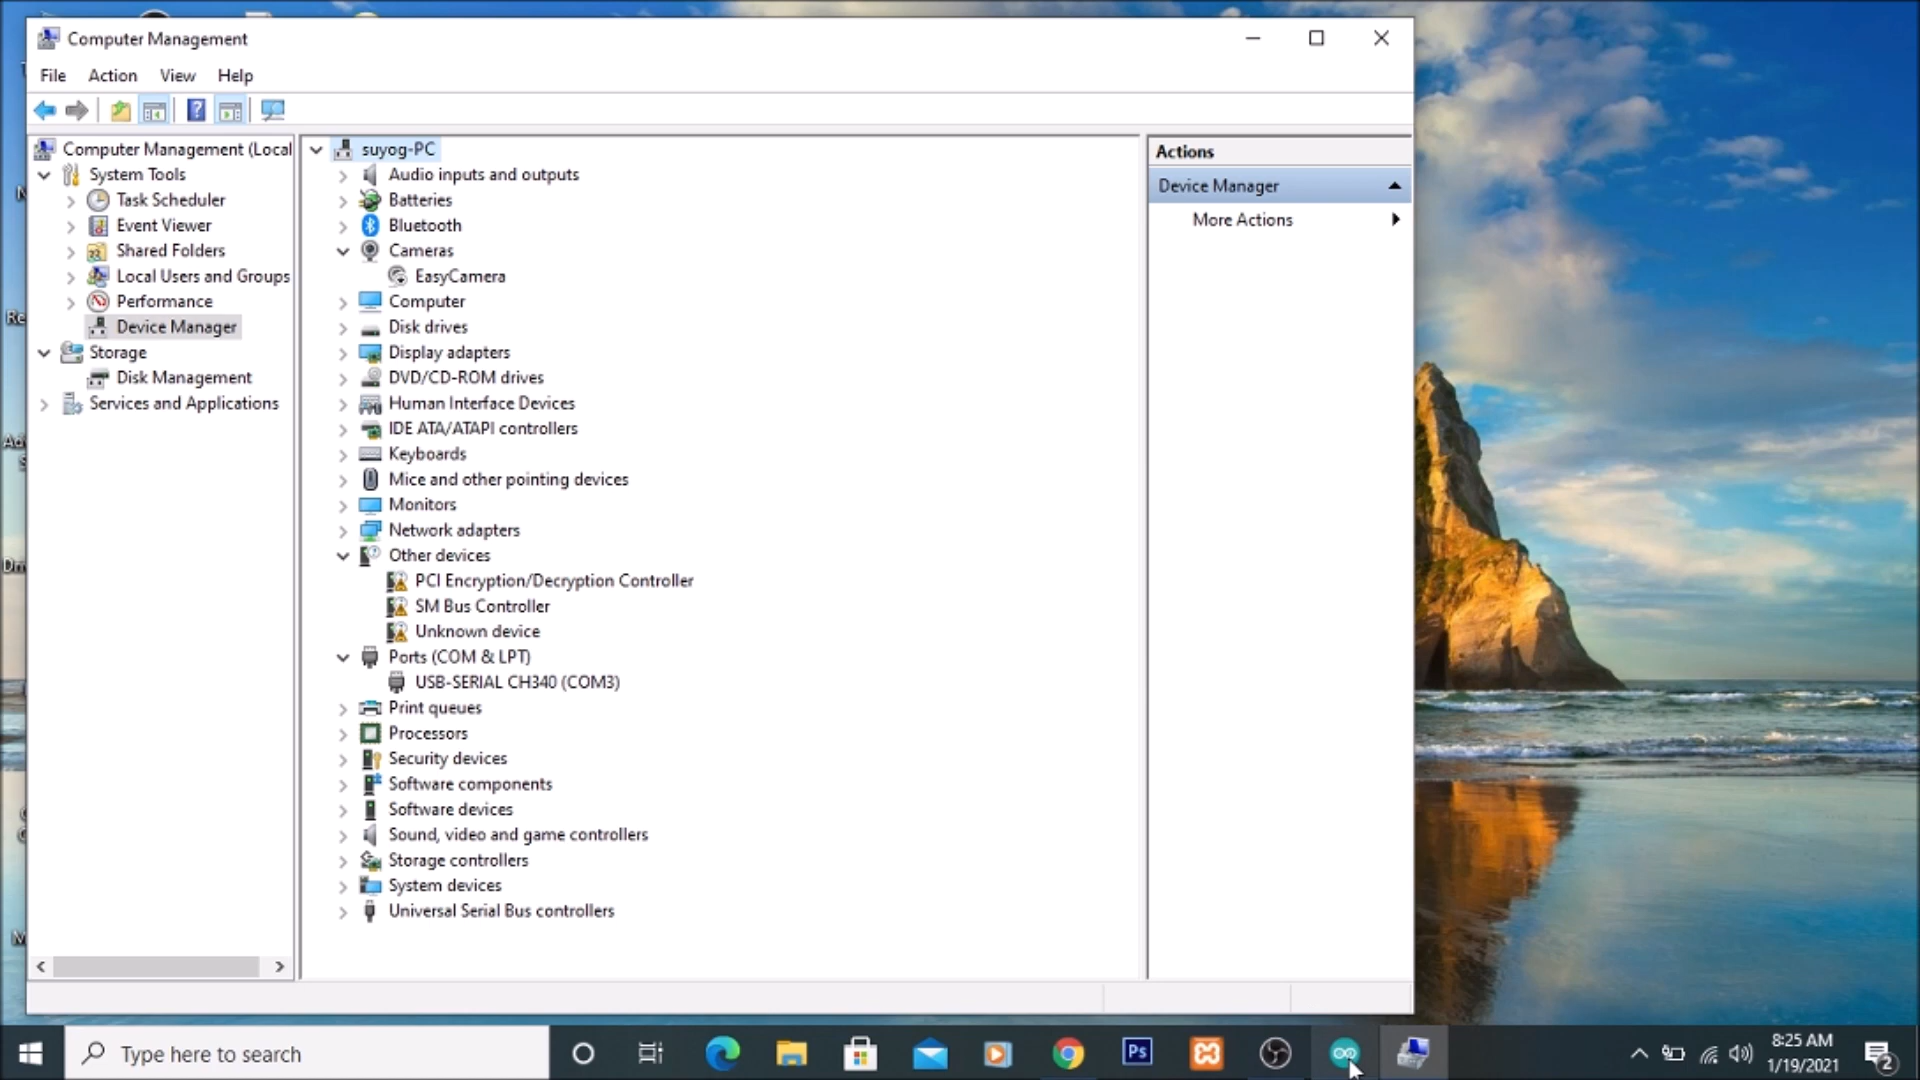 Computer Management
File Action View Help
Computer Management (Local
System Tools
Task Scheduler
Event Viewer
Shared Folders
Local Users and Groups
Performance
Device Manager
Storage
Disk Management
Services and Applications
suyog-PC
Audio inputs and outputs
Batteries
Bluetooth
Cameras
EasyCamera
Computer
Disk drives
Display adapters
DVD/CD-ROM drives
Human Interface Devices
IDE ATA/ATAPI controllers
Keyboards
Mice and other pointing devices
Monitors
Network adapters
Other devices
PCI Encryption/Decryption Controller
SM Bus Controller
Unknown device
Ports (COM & LPT)
USB-SERIAL CH340 (COM3)
Print queues
Processors
Security devices
Software components
Software devices
Sound, video and game controllers
Storage controllers
System devices
Universal Serial Bus controllers
Actions
Device Manager
More Actions
Type here to search
Ps
8:25 AM
1/19/2021
2